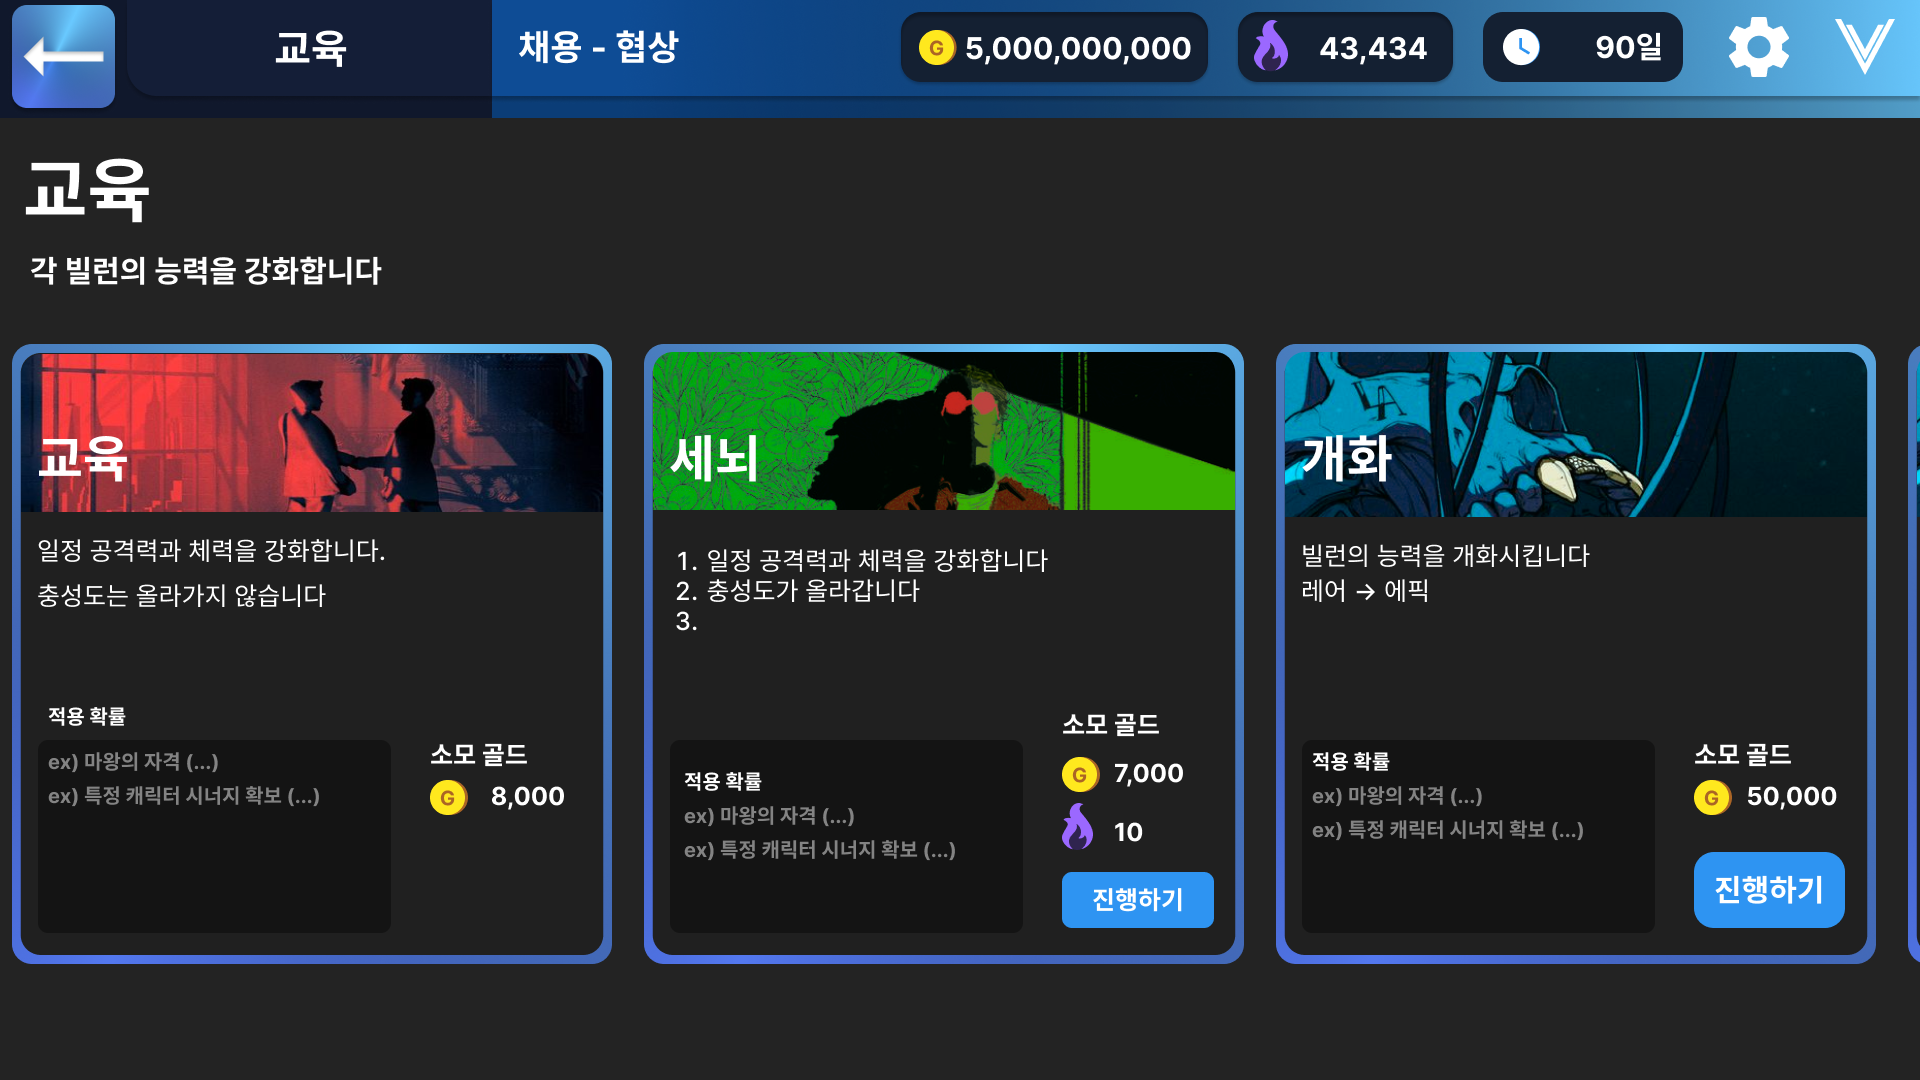 교육
채용 - 협상
G 5,000,000,000
43,434
90일
교육
각 빌런의 능력을 강화합니다
교육
일정 공격력과 체력을 강화합니다.
충성도는 올라가지 않습니다
적용 확률
ex) 마왕의 자격 (...)
ex) 특정 캐릭터 시너지 확보 (...)
소모 골드
G 8,000
세뇌
1. 일정 공격력과 체력을 강화합니다
2. 충성도가 올라갑니다
3.
적용 확률
ex) 마왕의 자격 (...)
ex) 특정 캐릭터 시너지 확보 (...)
소모 골드
G 7,000
10
진행하기
LA
개화
빌런의 능력을 개화시킵니다
레어 → 에픽
적용 확률
ex) 마왕의 자격 (...)
ex) 특정 캐릭터 시너지 확보 (...)
소모 골드
G 50,000
진행하기